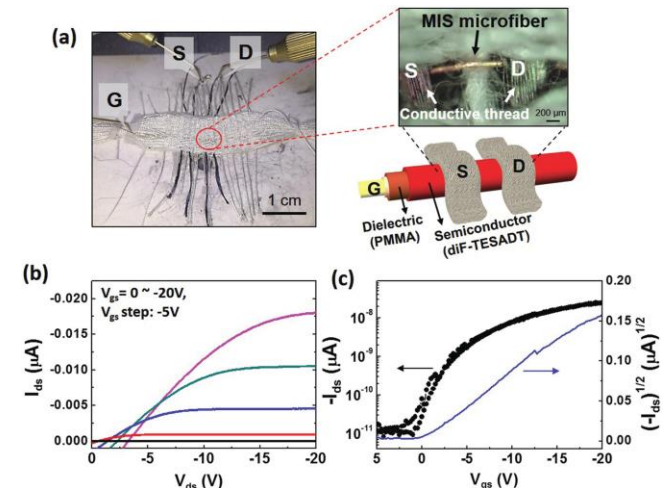 (a)
S
D
G
1 cm
MIS microfiber
S
D
Conductive thread
200 μm
S
D
G
Dielectric
(PMMA)
Semiconductor
(diF-TESADT)
(b)
Vgs= 0 ~ -20V,
Vgs step: -5V
-0.020
-0.015
-0.010
-0.005
0.000
Ids (μA)
0
-5
-10
-15
-20
Vds (V)
(c)
10-8
10-9
10-10
10-11
-Ids (μA)
0.20
0.15
0.10
0.05
0.00
(-Ids)1/2 (μA)1/2
5
0
-5
-10
-15
-20
Vgs (V)